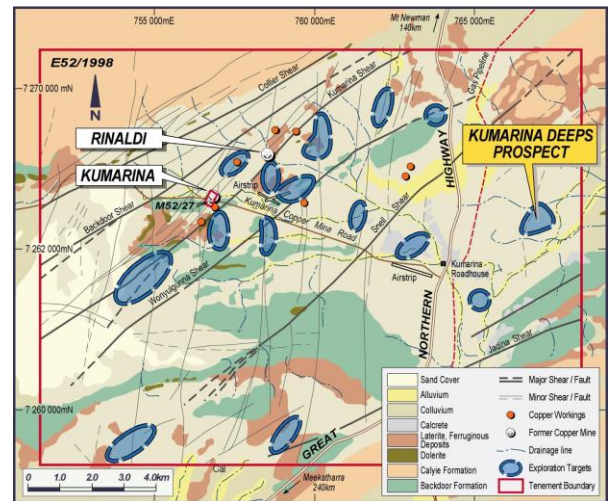 755 000mE
760 000mE
765 000mE
Mt Newman
140km
E52/1998
7 270 000 mN
N
Collier Shear
Kumarina Shear
Gas Pipeline
RINALDI
KUMARINA
KUMARINA DEEPS
PROSPECT
HIGHWAY
Airstrip
M52/27
Kumarina Copper Mine Road
Backdoor Shear
Snell Shear
7 262 000mN
Wonyulgunna Shear
Airstrip
Kumarina
Roadhouse
NORTHERN
Jadina Shear
7 260 000mN
GREAT
Cal
Meekatharra
240km
0 1.0 2.0 3.0 4.0km
Sand Cover
Alluvium
Colluvium
Calcrete
Laterite, Ferruginous
Deposits
Dolerite
Calyie Formation
Backdoor Formation
Major Shear / Fault
Minor Shear / Fault
Copper Workings
Former Copper Mine
Drainage line
Exploration Targets
Tenement Boundary